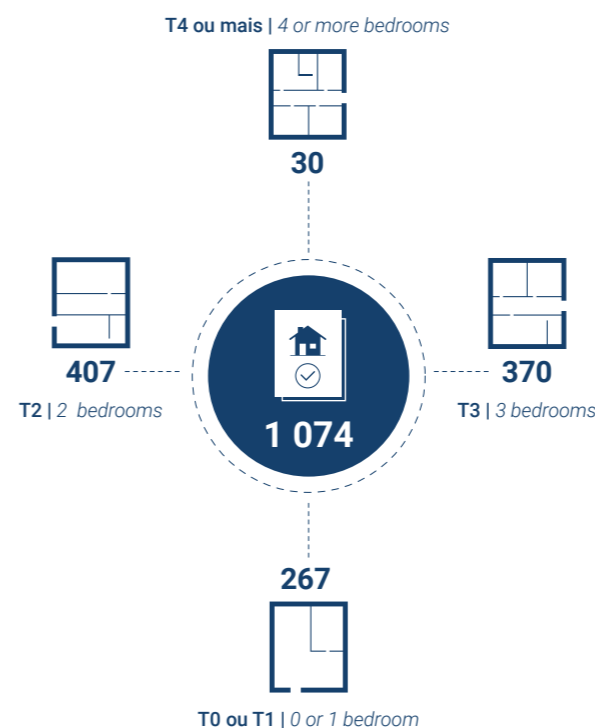 T4 ou mais | 4 or more bedrooms
30
407
T2 | 2 bedrooms
1 074
370
T3 | 3 bedrooms
267
T0 ou T1 | 0 or 1 bedroom